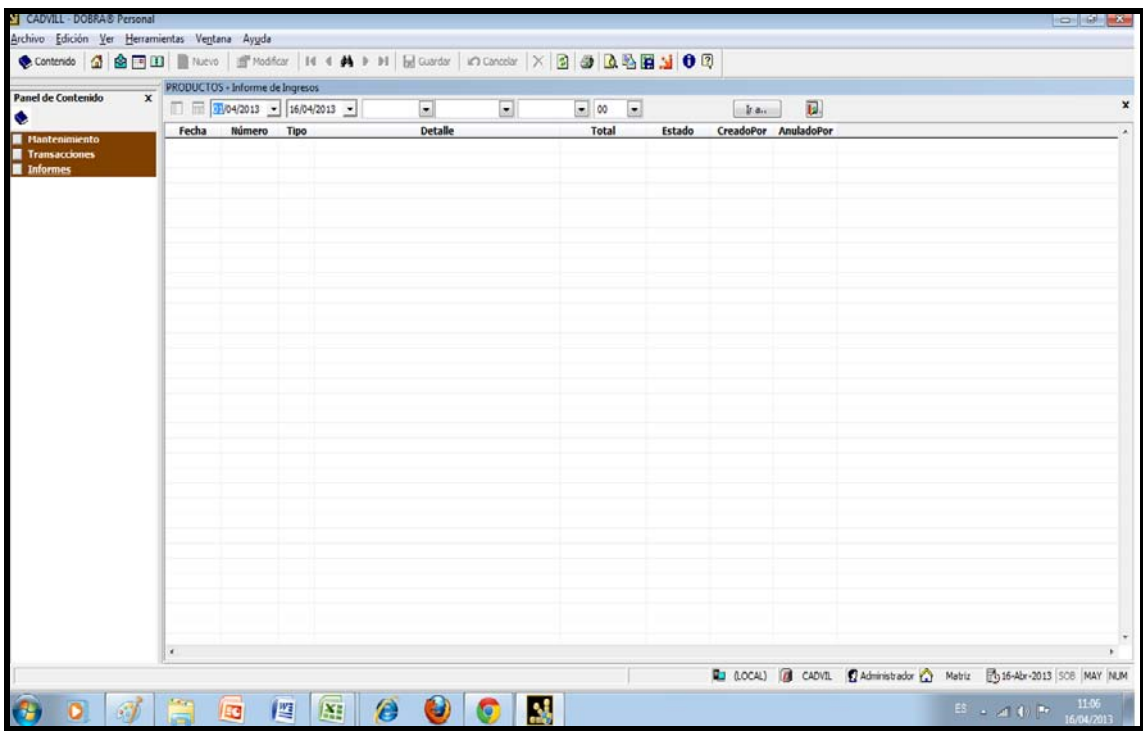 CADVILL - DOBRA® Personal
Archivo Edición Ver Herramientas Ventana Ayuda
Contenido Nuevo Modificar Guardar Cancelar
PRODUCTOS - Informe de Ingresos
Panel de Contenido x
/04/2013 16/04/2013 00 Ir a.. x
Fecha Número Tipo Detalle Total Estado CreadoPor AnuladoPor
Mantenimiento
Transacciones
Informes
(LOCAL) CADVIL Administrador Matriz 16-Abr-2013 SOB MAY NUM
ES 11:06
16/04/2013